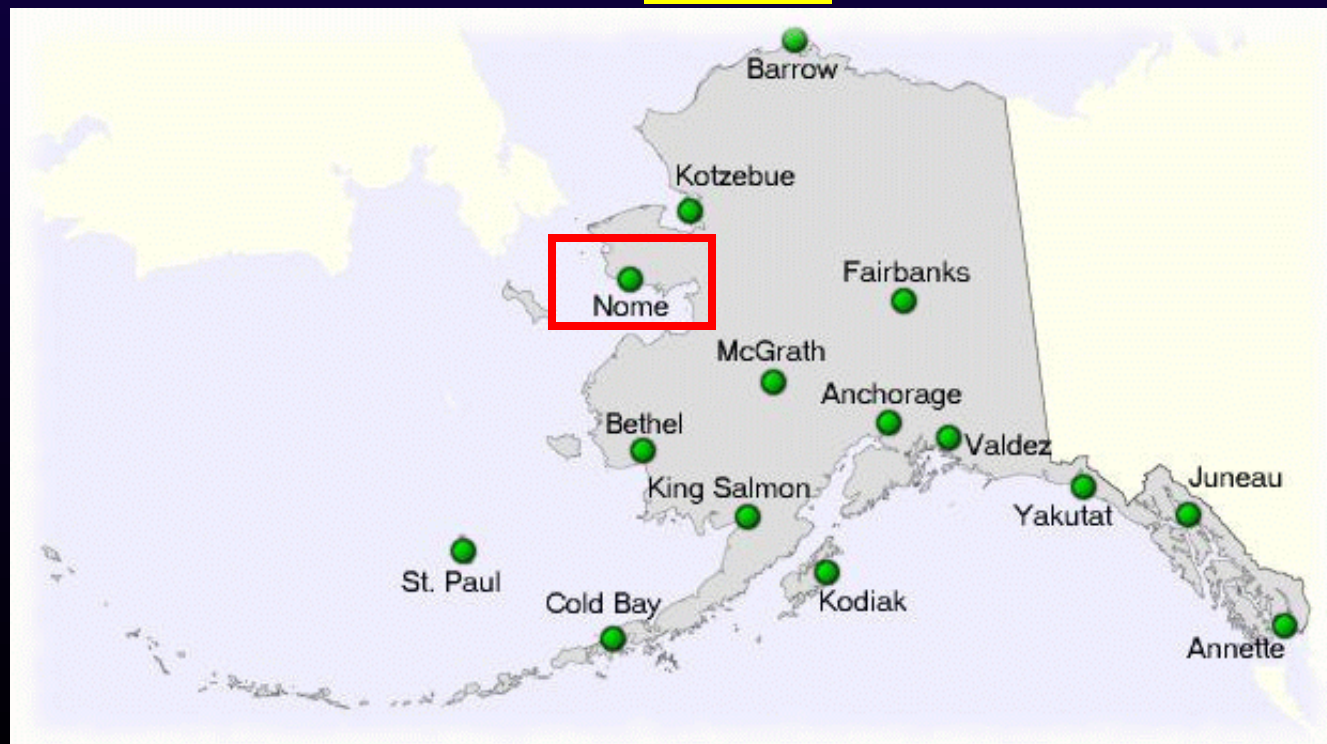 Barrow
Kotzebue
Fairbanks
Nome
McGrath
Anchorage
Bethel
Valdez
Juneau
King Salmon
Yakutat
St. Paul
Cold Bay
Kodiak
Annette